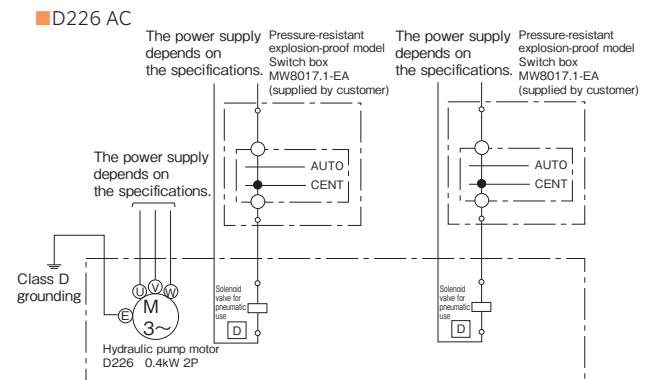 ■D226 AC
The power supply
depends on
the specifications.
Pressure-resistant
explosion-proof model
Switch box
MW8017.1-EA
(supplied by customer)
The power supply
depends on
the specifications.
Pressure-resistant
explosion-proof model
Switch box
MW8017.1-EA
(supplied by customer)
AUTO
CENT
AUTO
CENT
The power supply
depends on
the specifications.
Class D
grounding
U V W
E
M
3~
Hydraulic pump motor
D226 0.4kW 2P
Solenoid
valve for
pneumatic
use
D
Solenoid
valve for
pneumatic
use
D